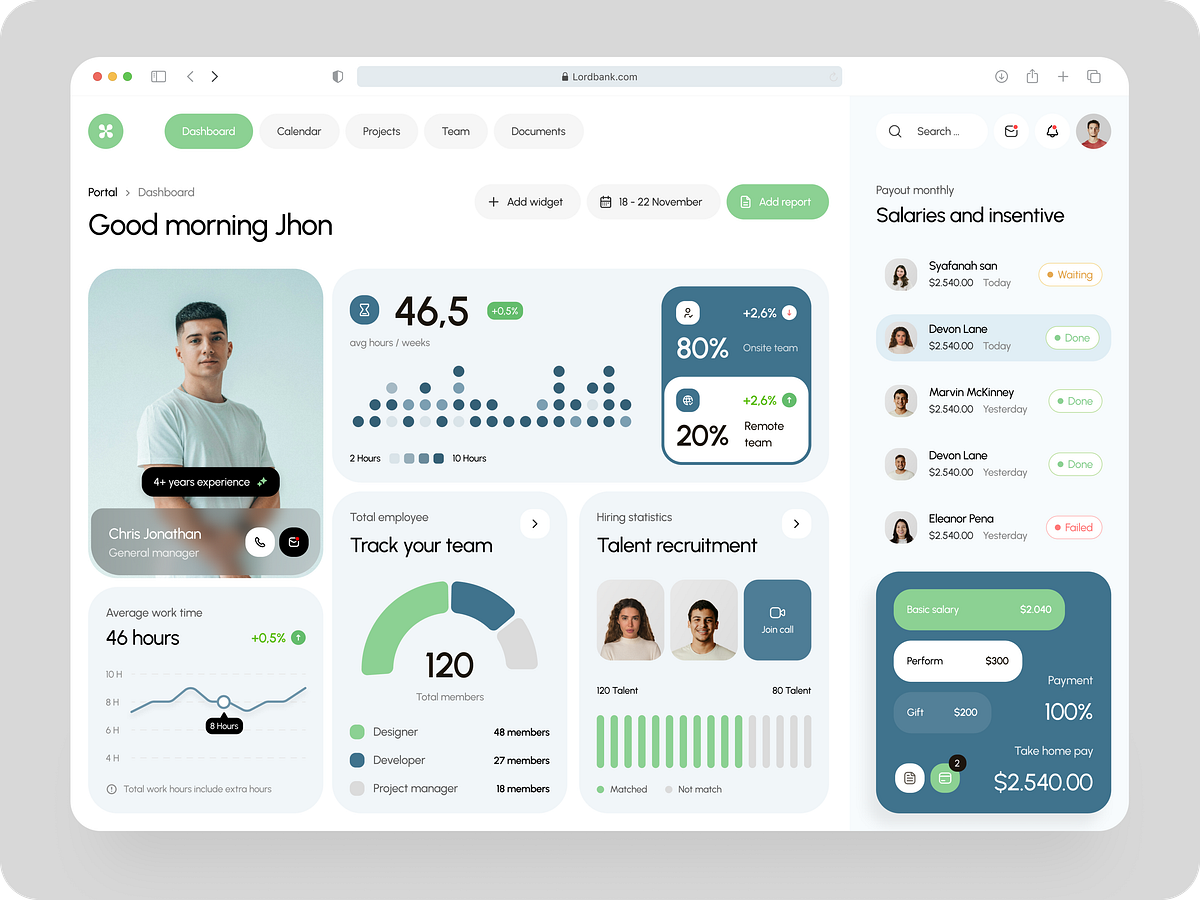 Lordbank.com
Dashboard
Calendar
Projects
Team
Documents
Search ...
Portal > Dashboard
Good morning Jhon
Add widget
18 - 22 November
Add report
4+ years experience
Chris Jonathan
General manager
Average work time
46 hours
+0,5%
10 H
8 H
6 H
4 H
8 Hours
Total work hours include extra hours
46,5
+0,5%
avg hours / weeks
2 Hours
10 Hours
+2,6%
80%
Onsite team
+2,6%
20%
Remote
team
Total employee
Track your team
120
Total members
Designer 48 members
Developer 27 members
Project manager 18 members
Hiring statistics
Talent recruitment
Join call
120 Talent
80 Talent
Matched
Not match
Payout monthly
Salaries and insentive
Syafanah san
$2.540.00 Today
Waiting
Devon Lane
$2.540.00 Today
Done
Marvin McKinney
$2.540.00 Yesterday
Done
Devon Lane
$2.540.00 Yesterday
Done
Eleanor Pena
$2.540.00 Yesterday
Failed
Basic salary $2.040
Perform $300
Gift $200
Payment
100%
Take home pay
$2.540.00
2